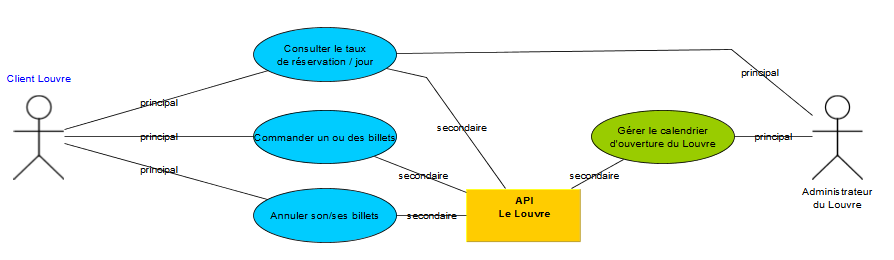 Consulter le taux
de réservation / jour
Client Louvre
principal
principal
secondaire
Gérer le calendrier
d'ouverture du Louvre
principal
Commander un ou des billets
principal
principal
secondaire
secondaire
Administrateur
du Louvre
API
Le Louvre
Annuler son/ses billets
secondaire